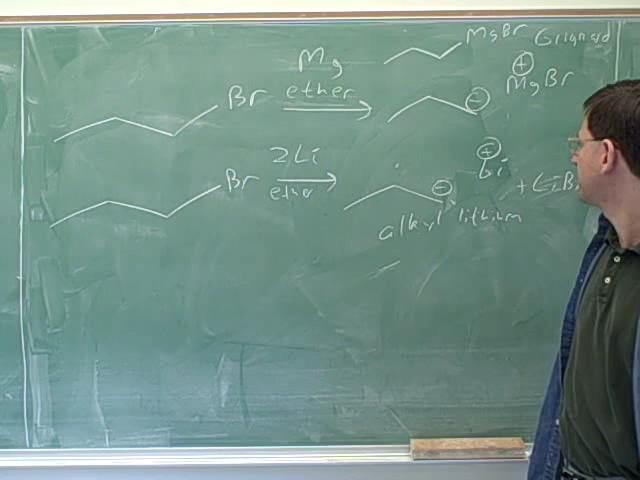 Mg MgBr Grignard
Br ether ⊖ ⊕ MgBr
2Li ⊕
Br ether ⊖ Li + LiBr
alkyl lithium